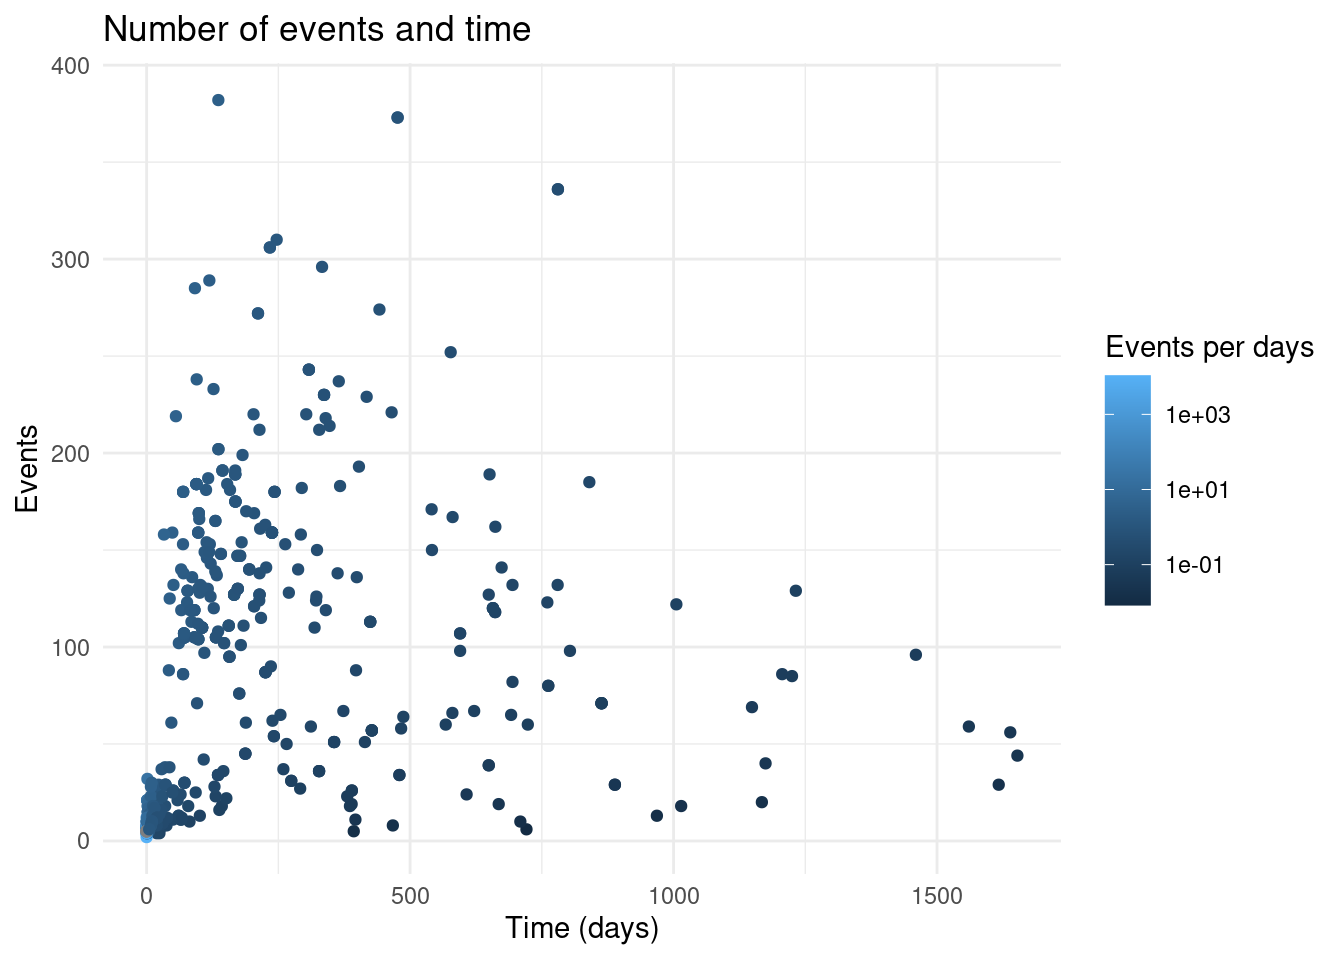 Number of events and time
400
300
200
100
0
Events
0
500
1000
1500
Time (days)
Events per days
1e+03
1e+01
1e-01